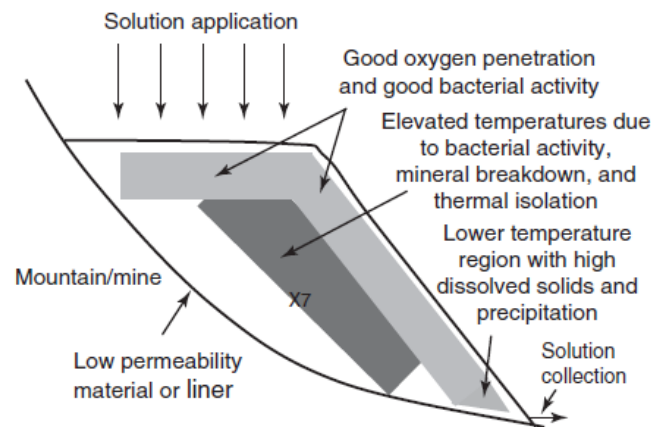 Solution application
Good oxygen penetration
and good bacterial activity
Elevated temperatures due
to bacterial activity,
mineral breakdown, and
thermal isolation
Lower temperature
region with high
dissolved solids and
precipitation
X7
Mountain/mine
Low permeability
material or liner
Solution
collection